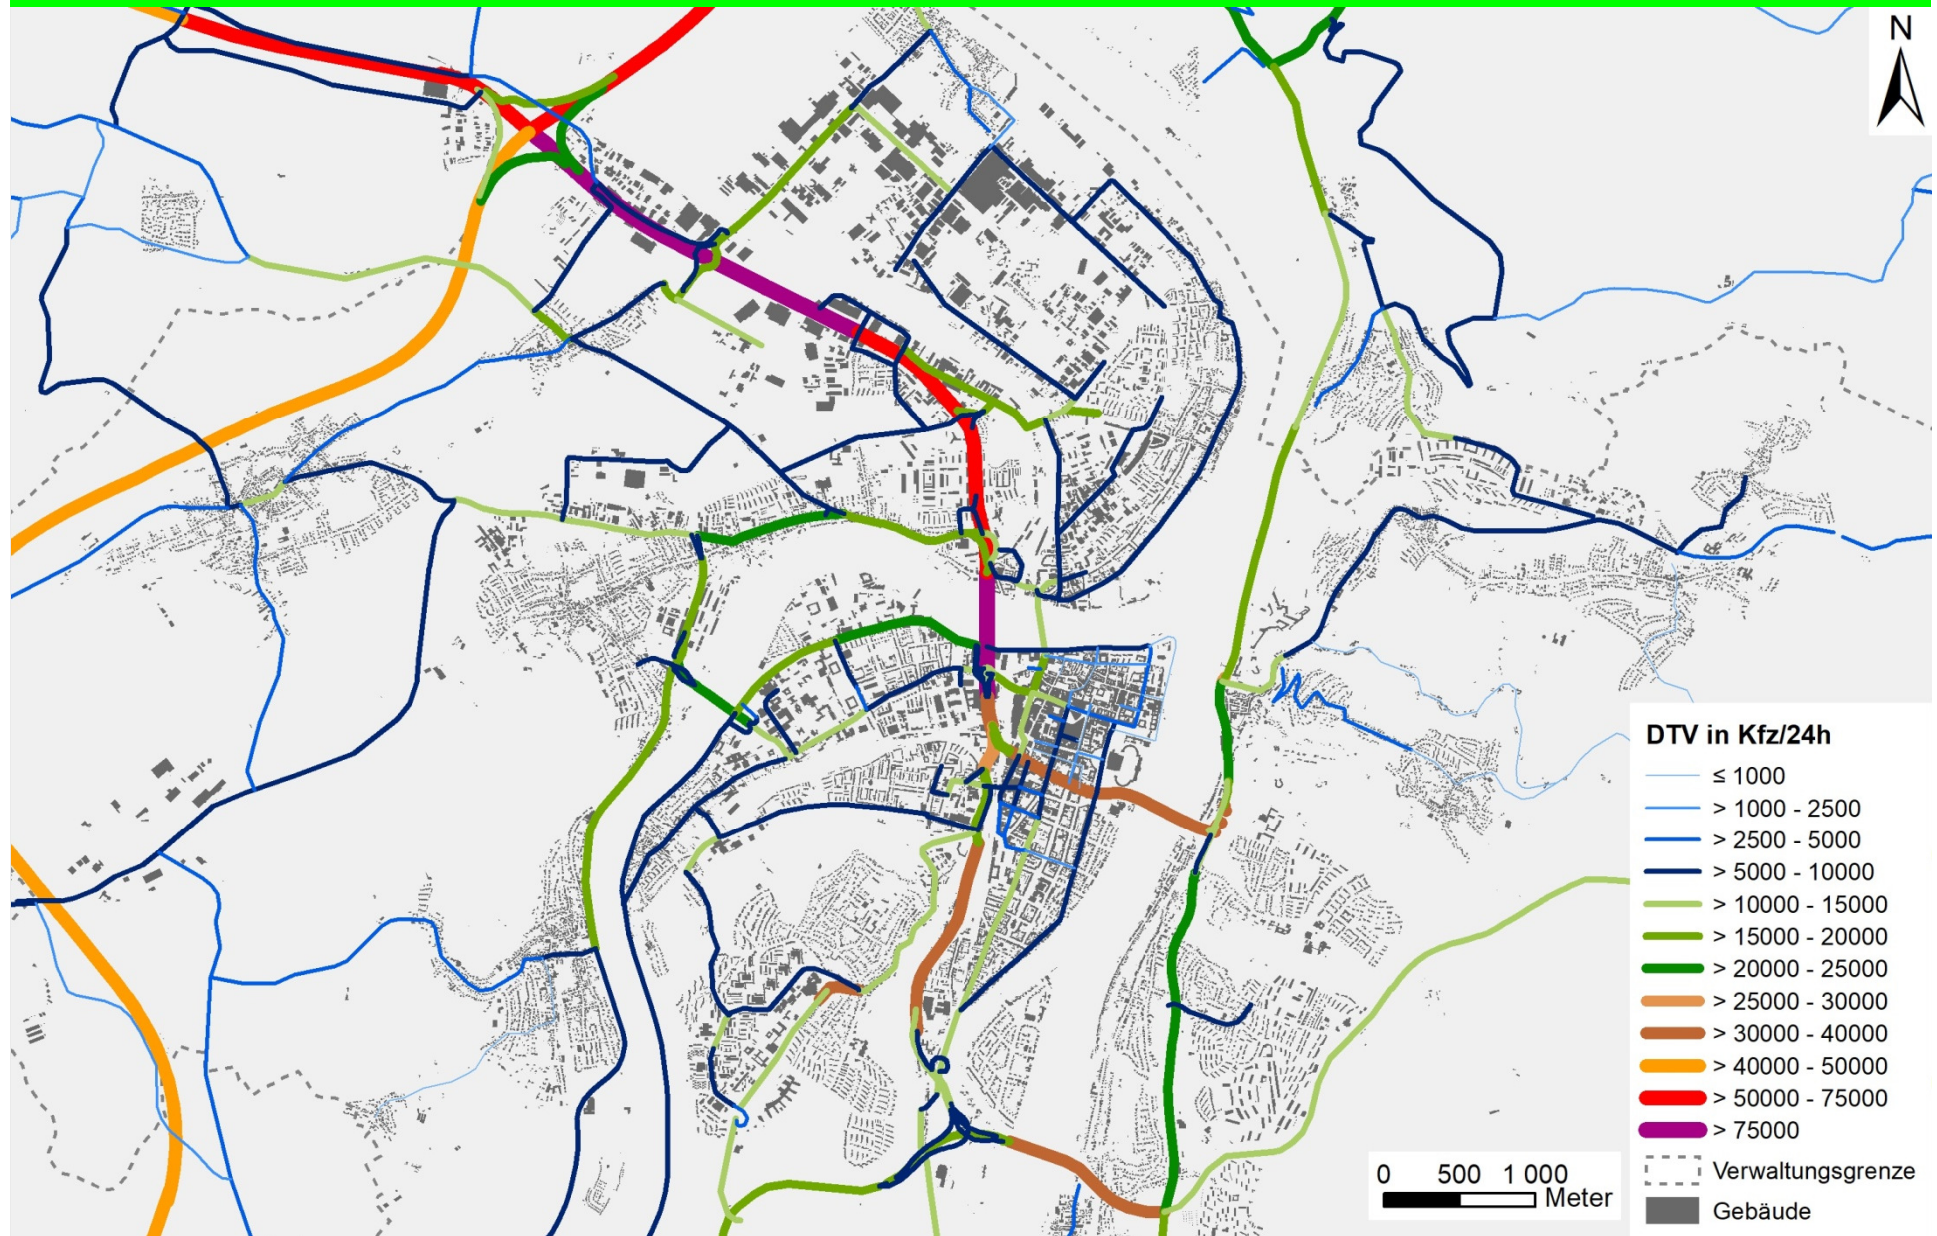 N
DTV in Kfz/24h
≤ 1000
> 1000 - 2500
> 2500 - 5000
> 5000 - 10000
> 10000 - 15000
> 15000 - 20000
> 20000 - 25000
> 25000 - 30000
> 30000 - 40000
> 40000 - 50000
> 50000 - 75000
> 75000
Verwaltungsgrenze
Gebäude
0 500 1 000
Meter